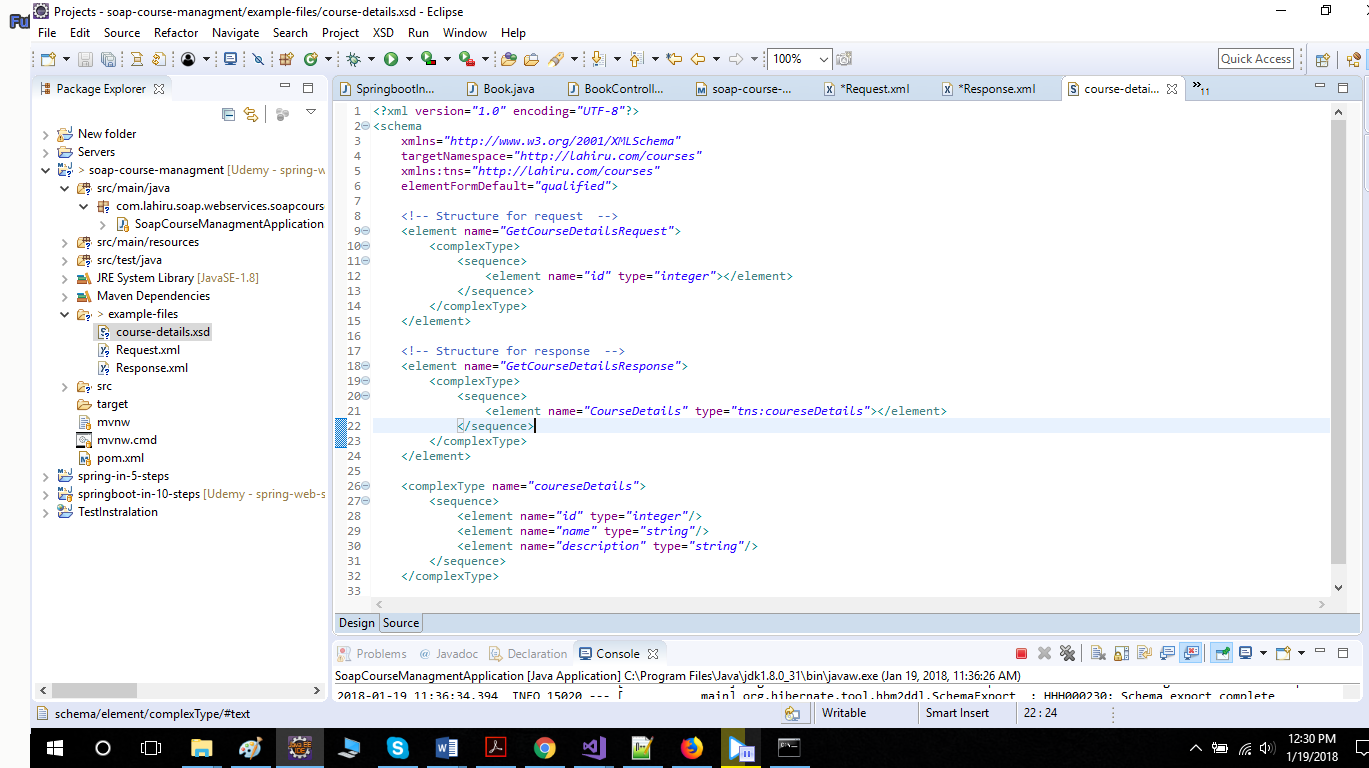 Fu
Projects - soap-course-managment/example-files/course-details.xsd - Eclipse
File Edit Source Refactor Navigate Search Project XSD Run Window Help
100%
Quick Access
Package Explorer
New folder
Servers
> soap-course-managment [Udemy - spring-w
src/main/java
com.lahiru.soap.webservices.soapcours
SoapCourseManagmentApplication
src/main/resources
src/test/java
JRE System Library [JavaSE-1.8]
Maven Dependencies
> example-files
course-details.xsd
Request.xml
Response.xml
src
target
mvnw
mvnw.cmd
pom.xml
spring-in-5-steps
springboot-in-10-steps [Udemy - spring-web-s
TestInstralation
SpringbootIn... Book.java BookControll... soap-course-... *Request.xml *Response.xml course-detai... »11
1 <?xml version="1.0" encoding="UTF-8"?>
2 <schema
3 xmlns="http://www.w3.org/2001/XMLSchema"
4 targetNamespace="http://lahiru.com/courses"
5 xmlns:tns="http://lahiru.com/courses"
6 elementFormDefault="qualified">
7
8 <!-- Structure for request -->
9 <element name="GetCourseDetailsRequest">
10 <complexType>
11 <sequence>
12 <element name="id" type="integer"></element>
13 </sequence>
14 </complexType>
15 </element>
16
17 <!-- Structure for response -->
18 <element name="GetCourseDetailsResponse">
19 <complexType>
20 <sequence>
21 <element name="CourseDetails" type="tns:coureseDetails"></element>
22 </sequence>
23 </complexType>
24 </element>
25
26 <complexType name="coureseDetails">
27 <sequence>
28 <element name="id" type="integer"/>
29 <element name="name" type="string"/>
30 <element name="description" type="string"/>
31 </sequence>
32 </complexType>
33
Design Source
Problems @ Javadoc Declaration Console
SoapCourseManagmentApplication [Java Application] C:\Program Files\Java\jdk1.8.0_31\bin\javaw.exe (Jan 19, 2018, 11:36:26 AM)
2018-01-19 11:36:34.394 INFO 15020 --- [ main] org.hibernate.tool.hbm2ddl.SchemaExport : HHH000230: Schema export complete
schema/element/complexType/#text
Writable Smart Insert 22 : 24
12:30 PM
1/19/2018